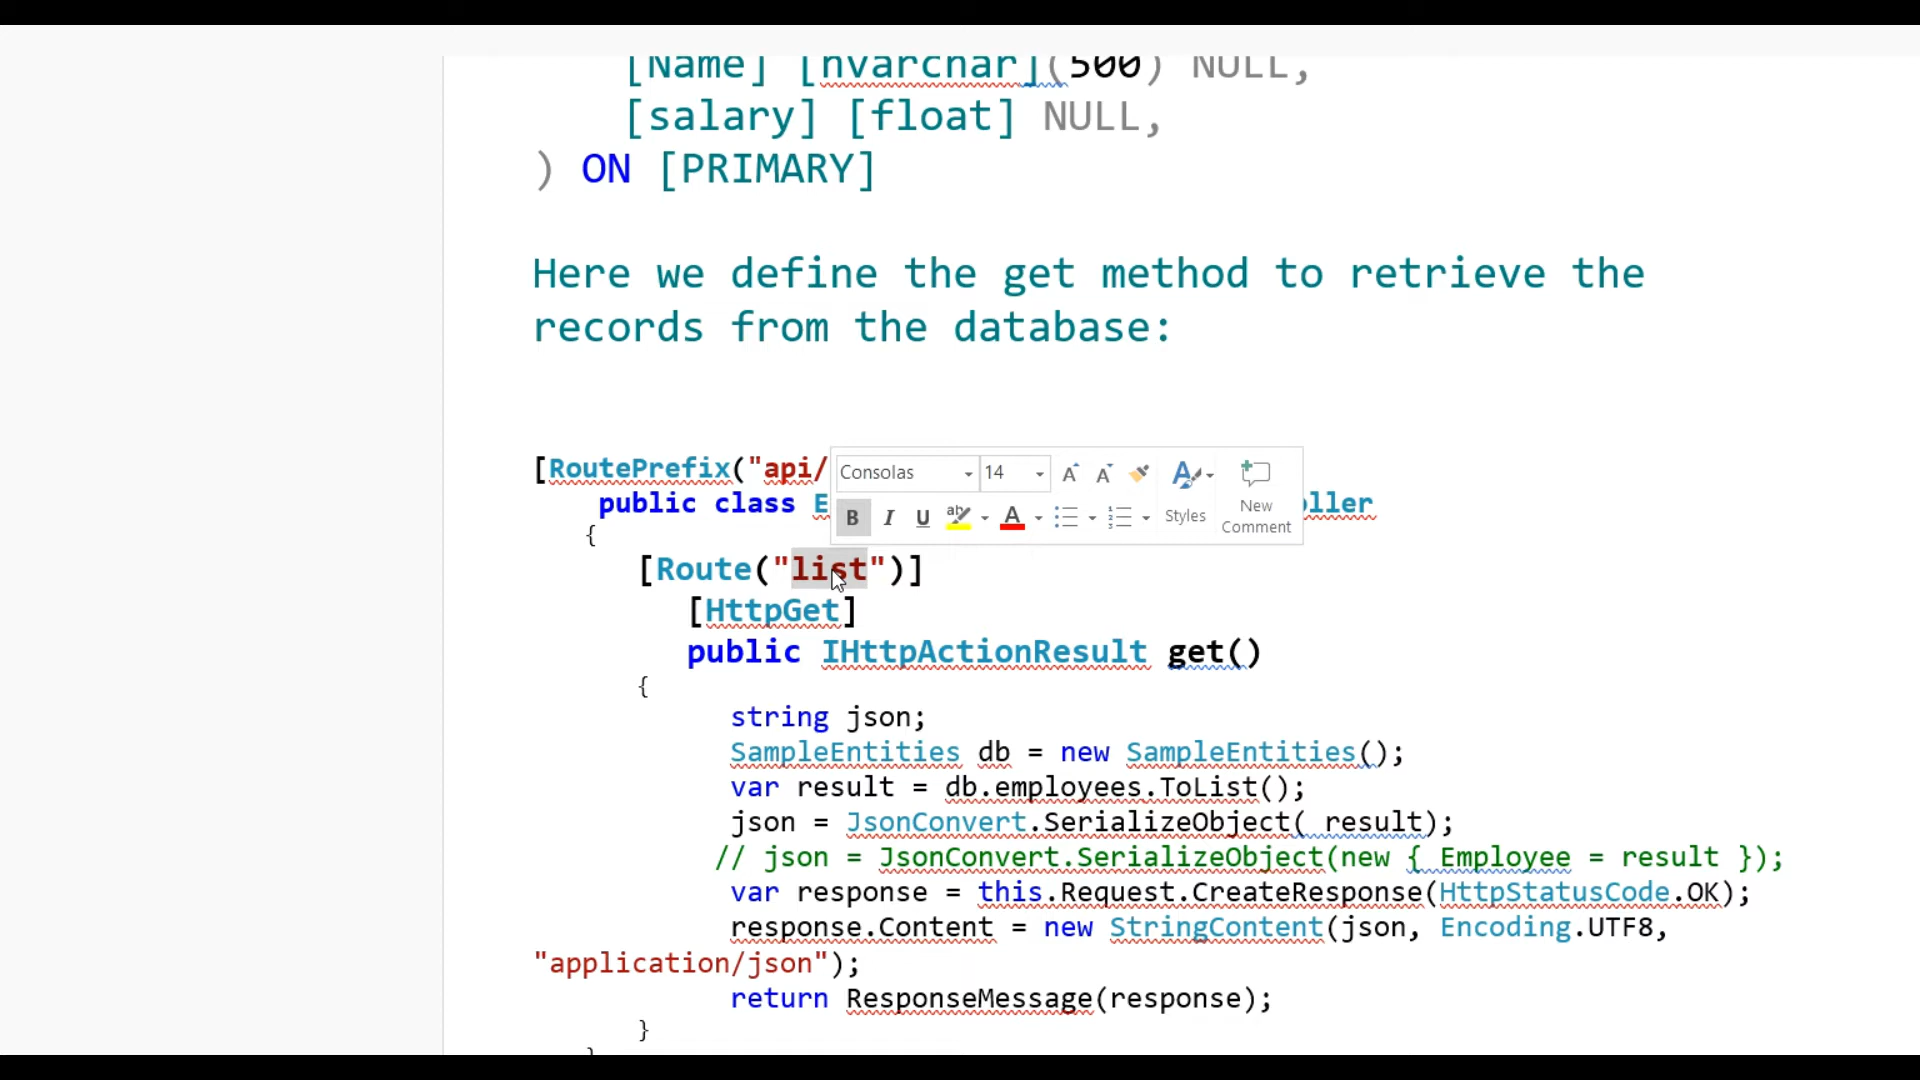 [Name] [nvarchar](500) NULL,
[salary] [float] NULL,
) ON [PRIMARY]
Here we define the get method to retrieve the
records from the database:
[RoutePrefix("api/
public class E
ller
Consolas
14
Styles
New
Comment
{
[Route("list")]
[HttpGet]
public IHttpActionResult get()
{
string json;
SampleEntities db = new SampleEntities();
var result = db.employees.ToList();
json = JsonConvert.SerializeObject( result);
// json = JsonConvert.SerializeObject(new { Employee = result });
var response = this.Request.CreateResponse(HttpStatusCode.OK);
response.Content = new StringContent(json, Encoding.UTF8,
"application/json");
return ResponseMessage(response);
}